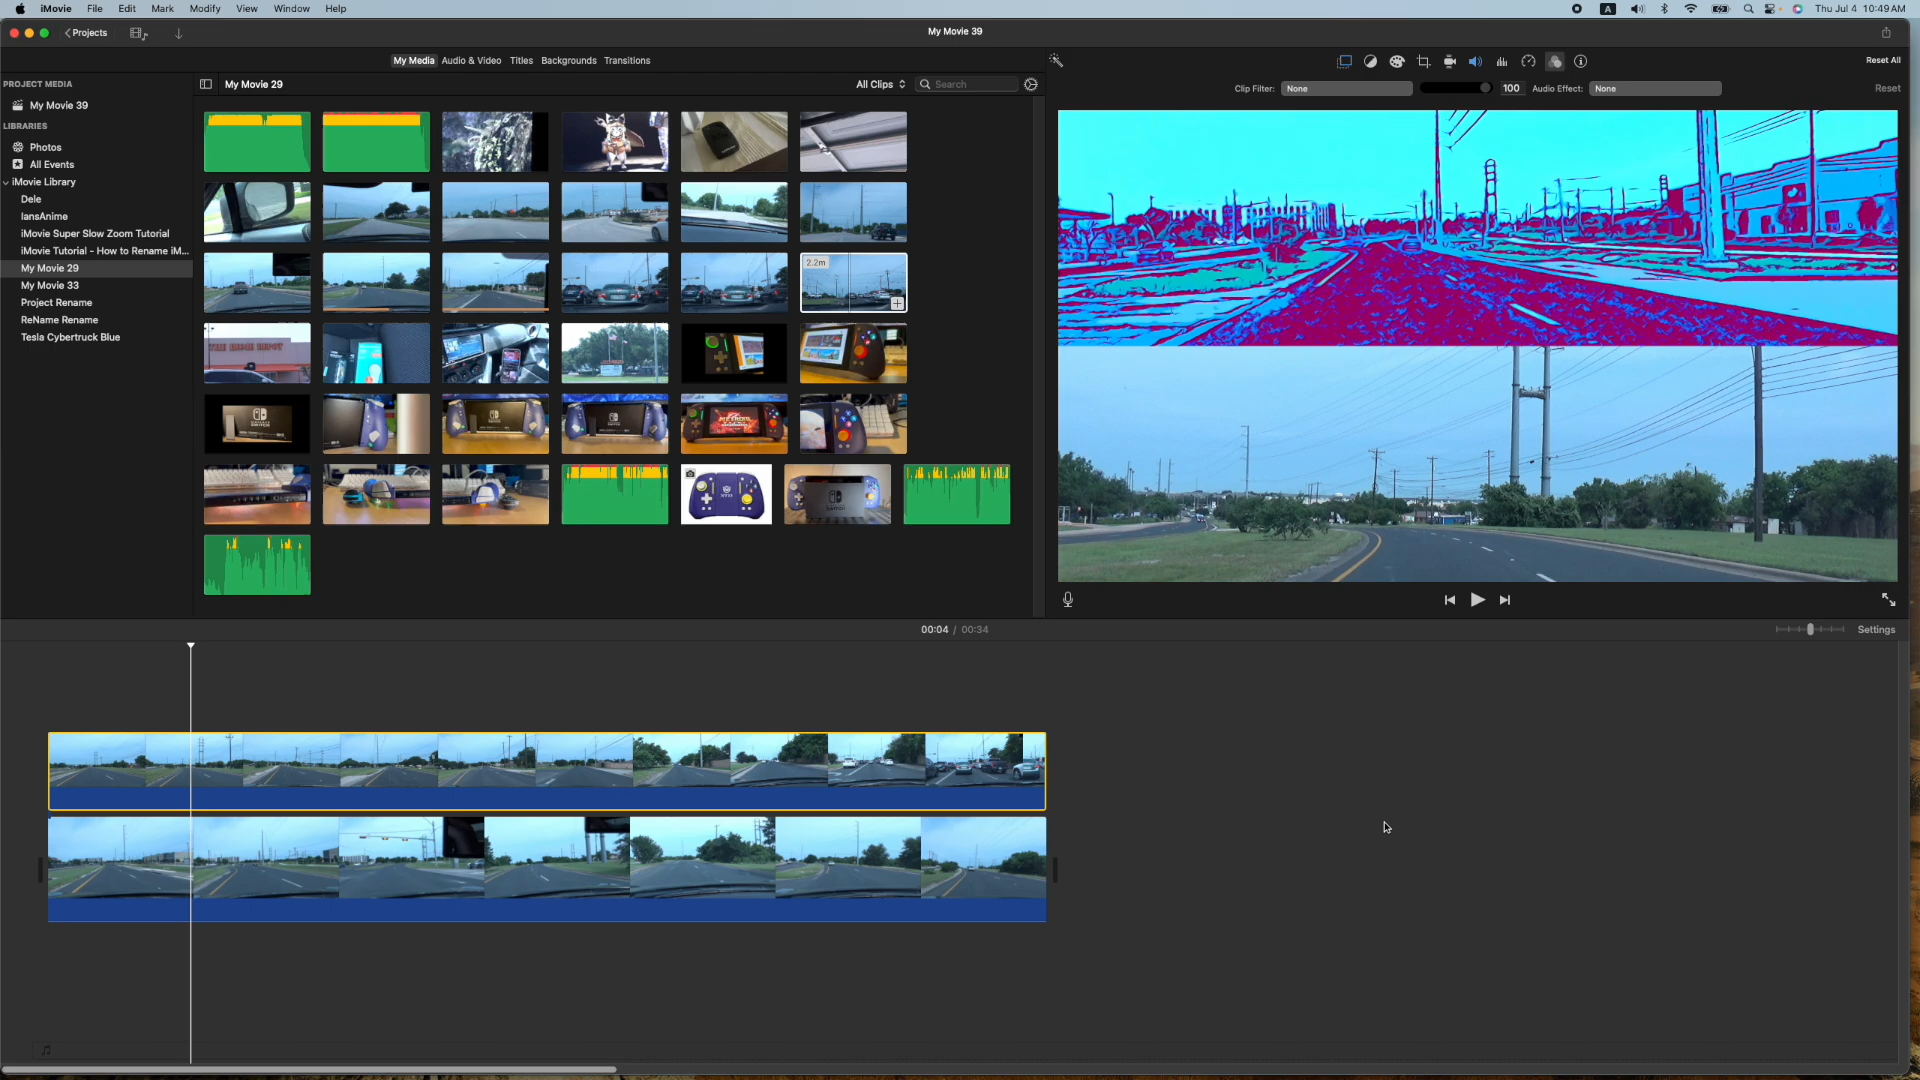 iMovie File Edit Mark Modify View Window Help
A
Thu Jul 4 10:49 AM
Projects
My Movie 39
My Media Audio & Video Titles Backgrounds Transitions
Reset All
PROJECT MEDIA
My Movie 29
All Clips
Search
Clip Filter: None
100
Audio Effect: None
Reset
My Movie 39
LIBRARIES
Photos
All Events
iMovie Library
Dele
IansAnime
iMovie Super Slow Zoom Tutorial
iMovie Tutorial - How to Rename iM...
My Movie 29
My Movie 33
Project Rename
ReName Rename
Tesla Cybertruck Blue
2.2m
00:04 / 00:34
Settings